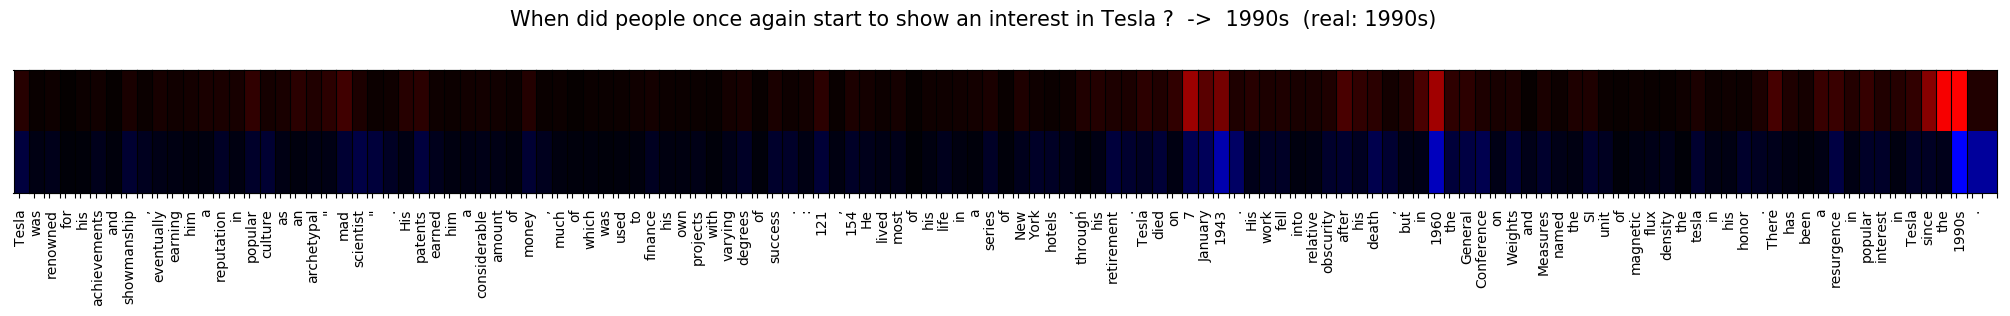 When did people once again start to show an interest in Tesla ? -> 1990s (real: 1990s)
Tesla was renowned for his achievements and showmanship , eventually earning him a reputation in popular culture as an archetypal " mad scientist " . His patents earned him a considerable amount of money , much of which was used to finance his own projects with varying degrees of success . : 121 , 154 He lived most of his life in a series of New York hotels , through his retirement . Tesla died on 7 January 1943 . His work fell into relative obscurity after his death , but in 1960 the General Conference on Weights and Measures named the SI unit of magnetic flux density the tesla in his honor . There has been a resurgence in popular interest in Tesla since the 1990s .